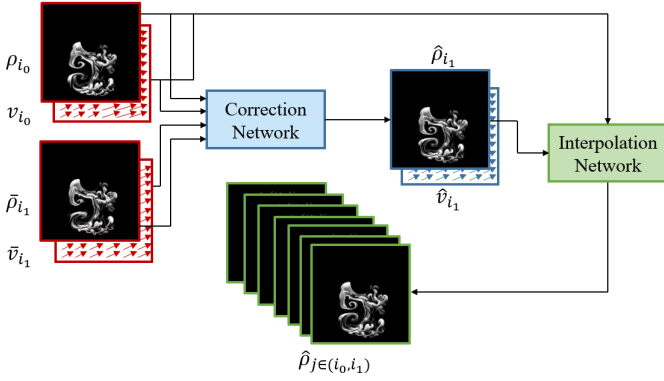 ρ_{i_0}
v_{i_0}
ρ̄_{i_1}
v̄_{i_1}
Correction
Network
ρ̂_{i_1}
v̂_{i_1}
Interpolation
Network
ρ̂_{j∈(i_0,i_1)}